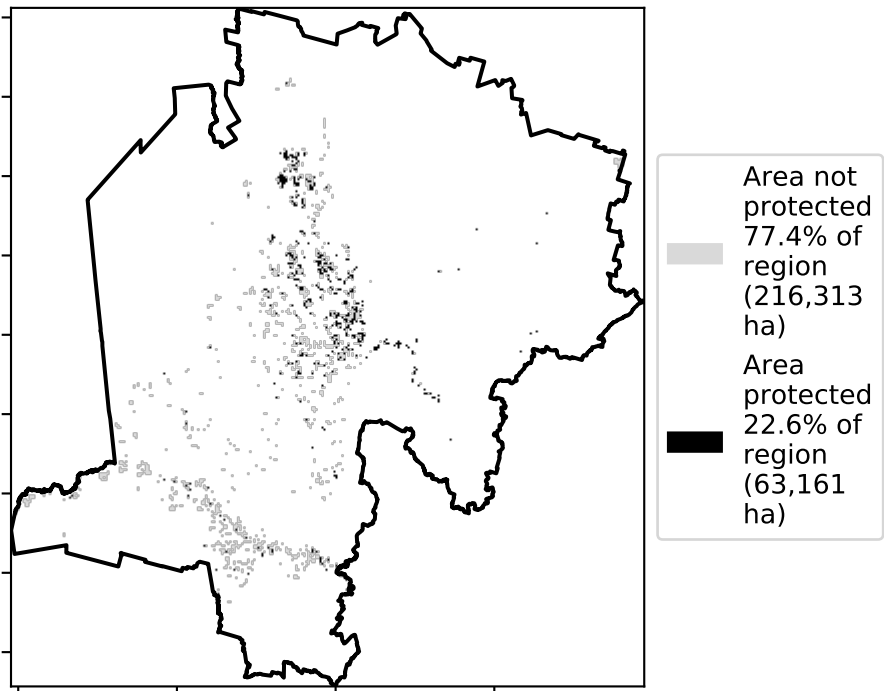 Area not
protected
77.4% of
region
(216,313
ha)
Area
protected
22.6% of
region
(63,161
ha)